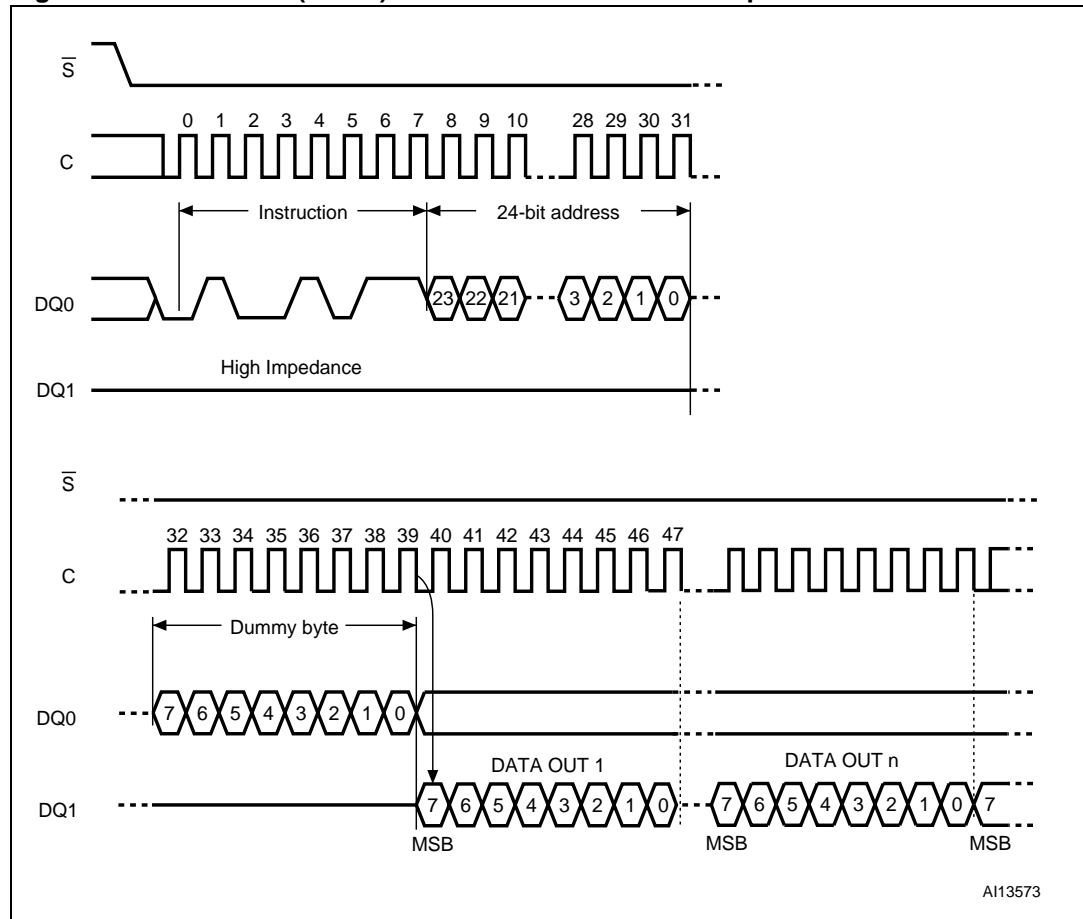 S
0 1 2 3 4 5 6 7 8 9 10 28 29 30 31
C
Instruction 24-bit address
DQ0 23 22 21 3 2 1 0
High Impedance
DQ1
S
32 33 34 35 36 37 38 39 40 41 42 43 44 45 46 47
C
Dummy byte
DQ0 7 6 5 4 3 2 1 0
DATA OUT 1 DATA OUT n
DQ1 7 6 5 4 3 2 1 0 7 6 5 4 3 2 1 0 7
MSB MSB MSB
AI13573